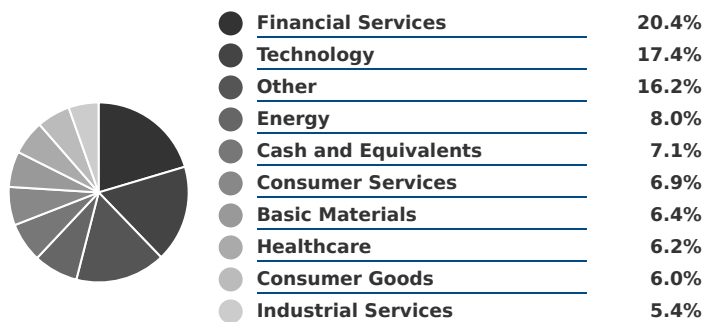 Financial Services 20.4%
Technology 17.4%
Other 16.2%
Energy 8.0%
Cash and Equivalents 7.1%
Consumer Services 6.9%
Basic Materials 6.4%
Healthcare 6.2%
Consumer Goods 6.0%
Industrial Services 5.4%